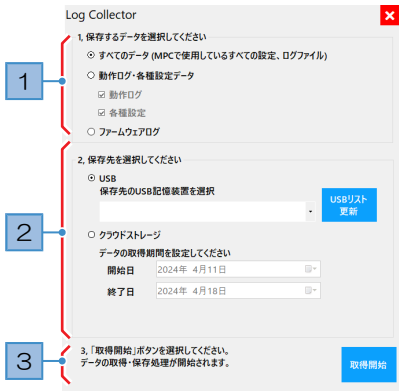 Log Collector
1, 保存するデータを選択してください
すべてのデータ (MPCで使用しているすべての設定、ログファイル)
動作ログ・各種設定データ
動作ログ
各種設定
ファームウェアログ
1
2, 保存先を選択してください
USB
保存先のUSB記憶装置を選択
USBリスト
更新
クラウドストレージ
データの取得期間を設定してください
開始日 2024年 4月11日
終了日 2024年 4月18日
2
3, 「取得開始」ボタンを選択してください。
データの取得・保存処理が開始されます。
取得開始
3